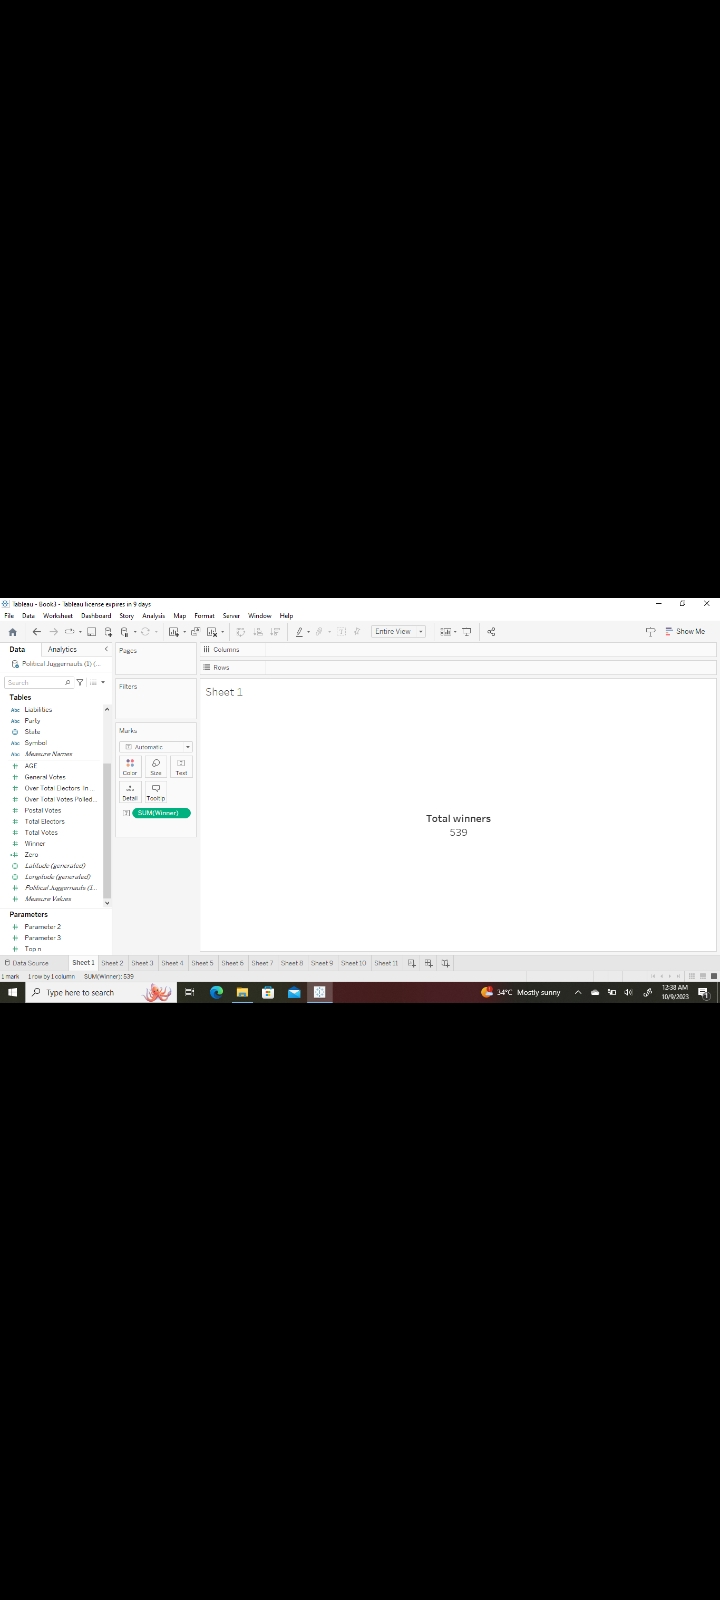 Tableau - Book3 - Tableau license expires in 9 days
File Data Worksheet Dashboard Story Analysis Map Format Server Window Help
Entire View
Show Me
Data Analytics
Political Juggernauts (1) (...
Search
Tables
Abc Liabilities
Abc Party
State
Abc Symbol
Abc Measure Names
AGE
General Votes
Over Total Electors In ...
Over Total Votes Polled...
Postal Votes
Total Electors
Total Votes
Winner
Zero
Latitude (generated)
Longitude (generated)
Political Juggernauts (1...
Measure Values
Parameters
Parameter 2
Parameter 3
Top n
Pages
Filters
Marks
Automatic
Color Size Text
Detail Tooltip
SUM(Winner)
Columns
Rows
Sheet 1
Total winners
539
Data Source Sheet 1 Sheet 2 Sheet 3 Sheet 4 Sheet 5 Sheet 6 Sheet 7 Sheet 8 Sheet 9 Sheet 10 Sheet 11
1 mark 1 row by 1 column SUM(Winner): 539
Type here to search
34°C Mostly sunny
12:38 AM
10/9/2023